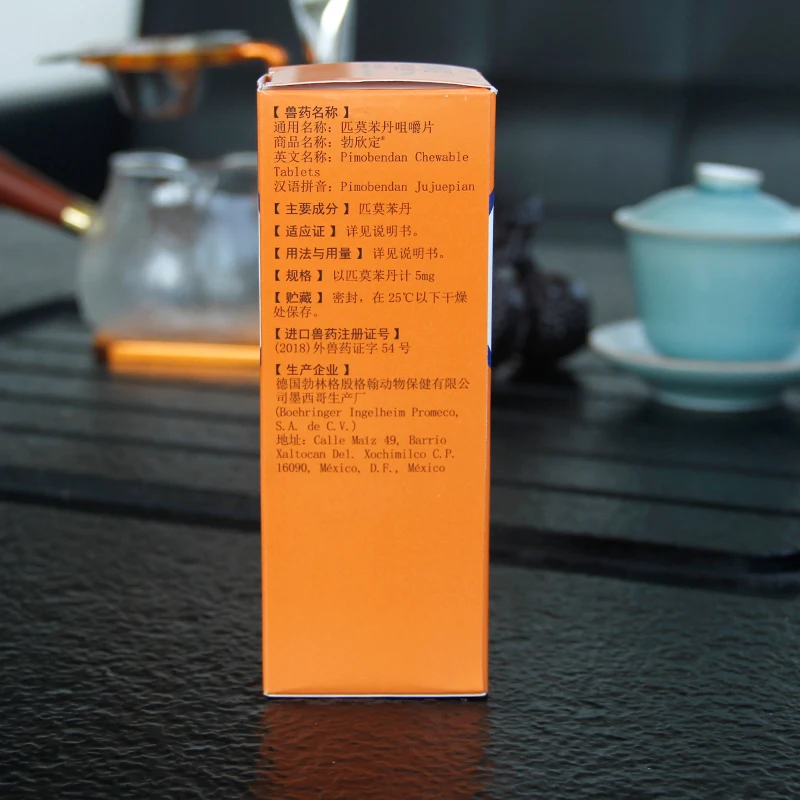 【 兽药名称 】
通用名称：匹莫苯丹咀嚼片
商品名称：勃欣定®
英文名称：Pimobendan Chewable
Tablets
汉语拼音：Pimobendan Jujuepian
【 主要成分 】 匹莫苯丹
【 适应证 】 详见说明书。
【 用法与用量 】 详见说明书。
【 规格 】 以匹莫苯丹计 5mg
【 贮藏 】 密封，在 25℃以下干燥
处保存。
【 进口兽药注册证号 】
(2018) 外兽药证字 54 号
【 生产企业 】
德国勃林格殷格翰动物保健有限公
司墨西哥生产厂
(Boehringer Ingelheim Promeco,
S.A. de C.V.)
地址：Calle Maiz 49, Barrio
Xaltocan Del. Xochimilco C.P.
16090, México, D.F., México